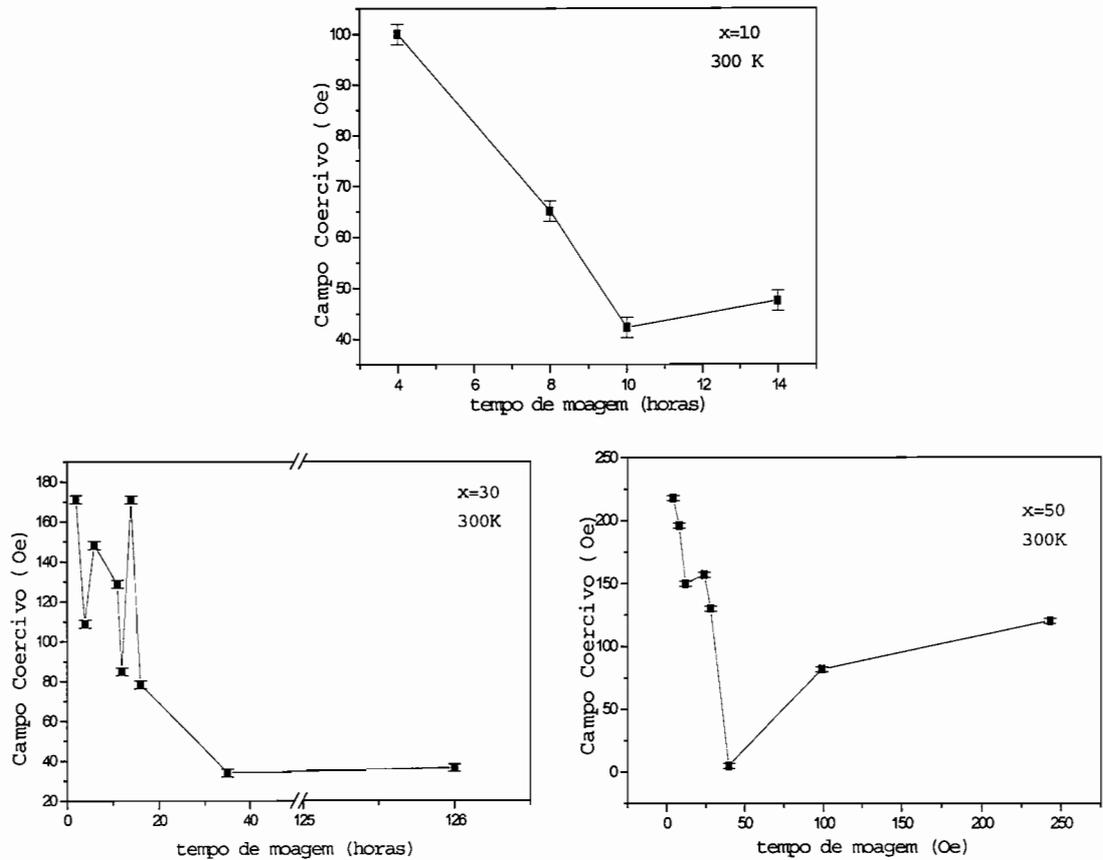 x=10
300 K
100
90
80
70
60
50
40
Campo Coercivo (Oe)
4 6 8 10 12 14
tempo de moagem (horas)
x=30
300K
180
160
140
120
100
80
60
40
20
Campo Coercivo (Oe)
0 20 40 125 126
tempo de moagem (horas)
x=50
300K
250
200
150
100
50
0
Campo Coercivo (Oe)
0 50 100 150 200 250
tempo de moagem (Oe)